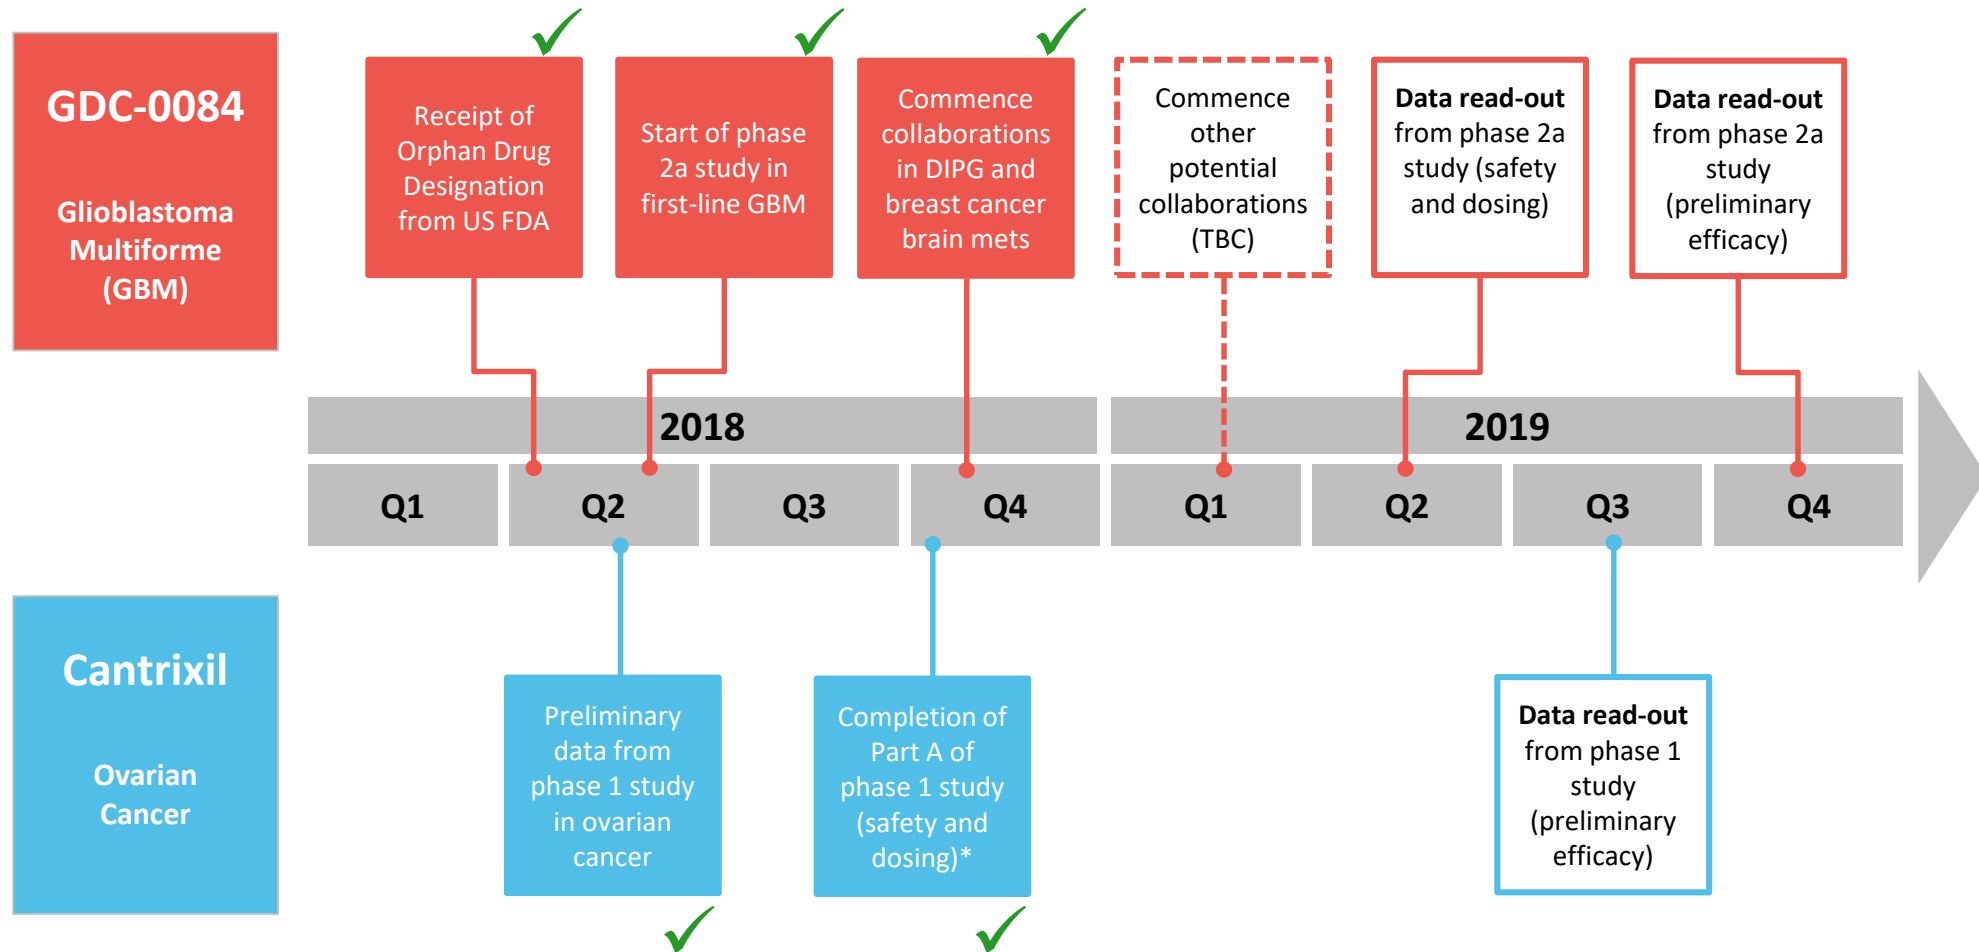 GDC-0084
Glioblastoma
Multiforme
(GBM)
Receipt of
Orphan Drug
Designation
from US FDA
Start of phase
2a study in
first-line GBM
Commence
collaborations
in DIPG and
breast cancer
brain mets
Commence
other
potential
collaborations
(TBC)
Data read-out
from phase 2a
study (safety
and dosing)
Data read-out
from phase 2a
study
(preliminary
efficacy)
2018
2019
Q1
Q2
Q3
Q4
Q1
Q2
Q3
Q4
Cantrixil
Ovarian
Cancer
Preliminary
data from
phase 1 study
in ovarian
cancer
Completion of
Part A of
phase 1 study
(safety and
dosing)*
Data read-out
from phase 1
study
(preliminary
efficacy)